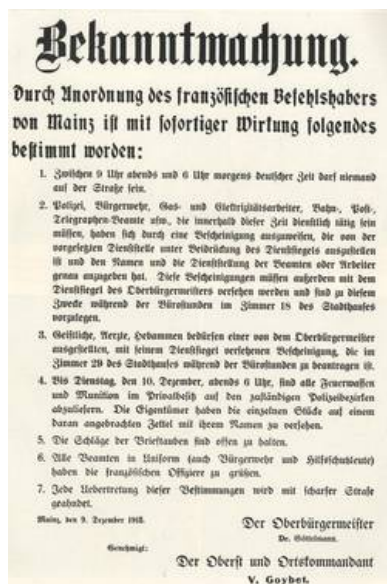 Bekanntmachung.
Durch Anordnung des französischen Befehlshabers
von Mainz ist mit sofortiger Wirkung folgendes
bestimmt worden:
1. Zwischen 9 Uhr abends und 6 Uhr morgens deutscher Zeit darf niemand
auf der Straße sein.
2. Polizei, Bürgerwehr, Gas- und Elektrizitätsarbeiter, Bahn-, Post-,
Telegraphen-Beamte usw., die innerhalb dieser Zeit dienstlich tätig sein
müssen, haben sich durch eine Bescheinigung auszuweisen, die von der
vorgesetzten Dienststelle unter Beidrückung des Dienstsiegels auszustellen
ist und den Namen und die Dienststellung der Beamten oder Arbeiter
genau anzugeben hat. Diese Bescheinigungen müssen außerdem mit dem
Dienstsiegel des Oberbürgermeisters versehen werden und sind zu diesem
Zwecke während der Bürostunden im Zimmer 18 des Stadthauses
vorzulegen.
3. Geistliche, Aerzte, Hebammen bedürfen einer von dem Oberbürgermeister
ausgestellten, mit seinem Dienstsiegel versehenen Bescheinigung, die im
Zimmer 29 des Stadthauses während der Bürostunden zu beantragen ist.
4. Bis Dienstag, den 10. Dezember, abends 6 Uhr, sind alle Feuerwaffen
und Munition im Privatbesitz auf den zuständigen Polizeibezirken
abzuliefern. Die Eigentümer haben die einzelnen Stücke auf einem
daran angebrachten Zettel mit ihrem Namen zu versehen.
5. Die Schläge der Brieftauben sind offen zu halten.
6. Alle Beamten in Uniform (auch Bürgerwehr und Hilfsschutzleute)
haben die französischen Offiziere zu grüßen.
7. Jede Uebertretung dieser Bestimmungen wird mit scharfer Strafe
geahndet.
Mainz, den 9. Dezember 1918.
Der Oberbürgermeister
Dr. Göttelmann.
Genehmigt:
Der Oberst und Ortskommandant
V. Goybet.